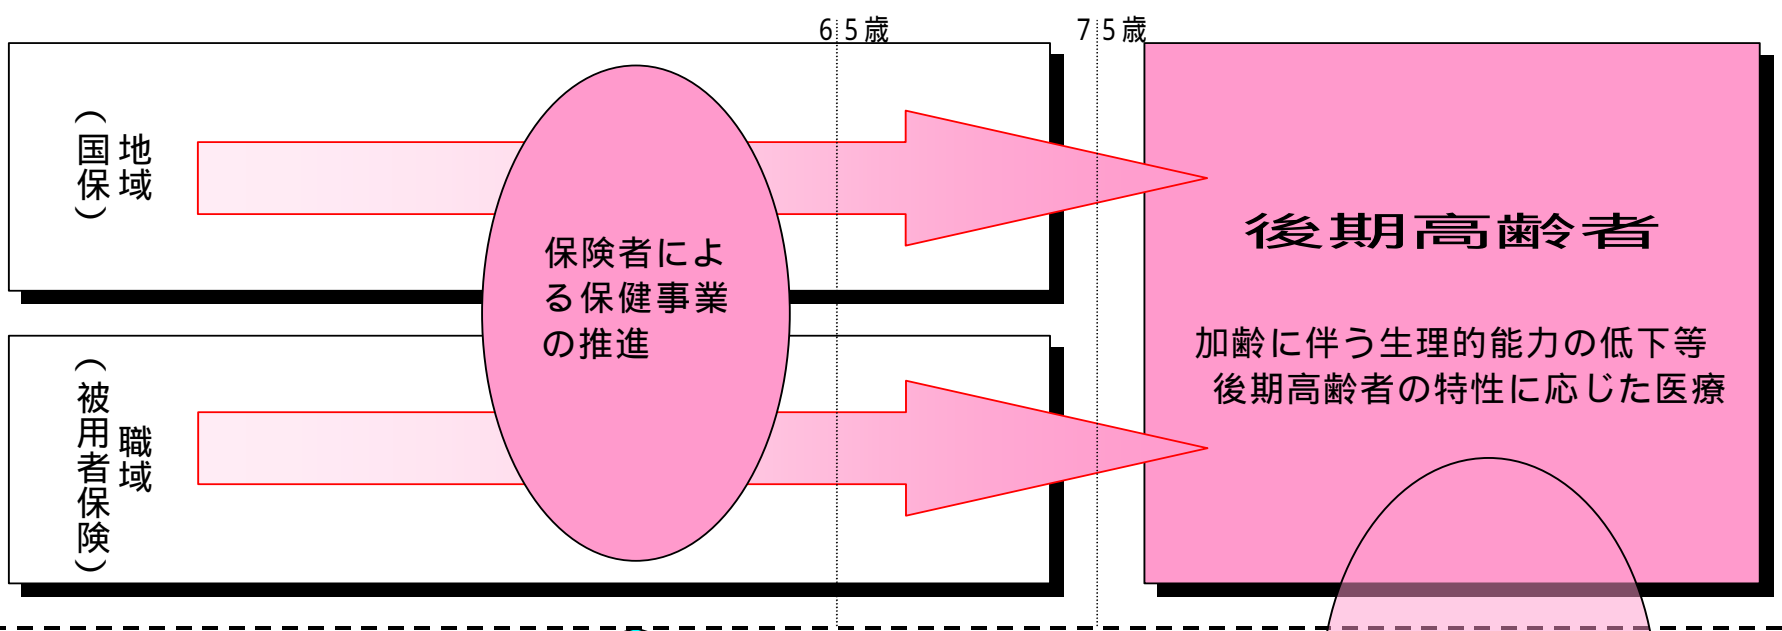 65歳
75歳
地域
(国保)
保険者によ
る保健事業
の推進
職域
(被用者保険)
後期高齢者
加齢に伴う生理的能力の低下等
後期高齢者の特性に応じた医療